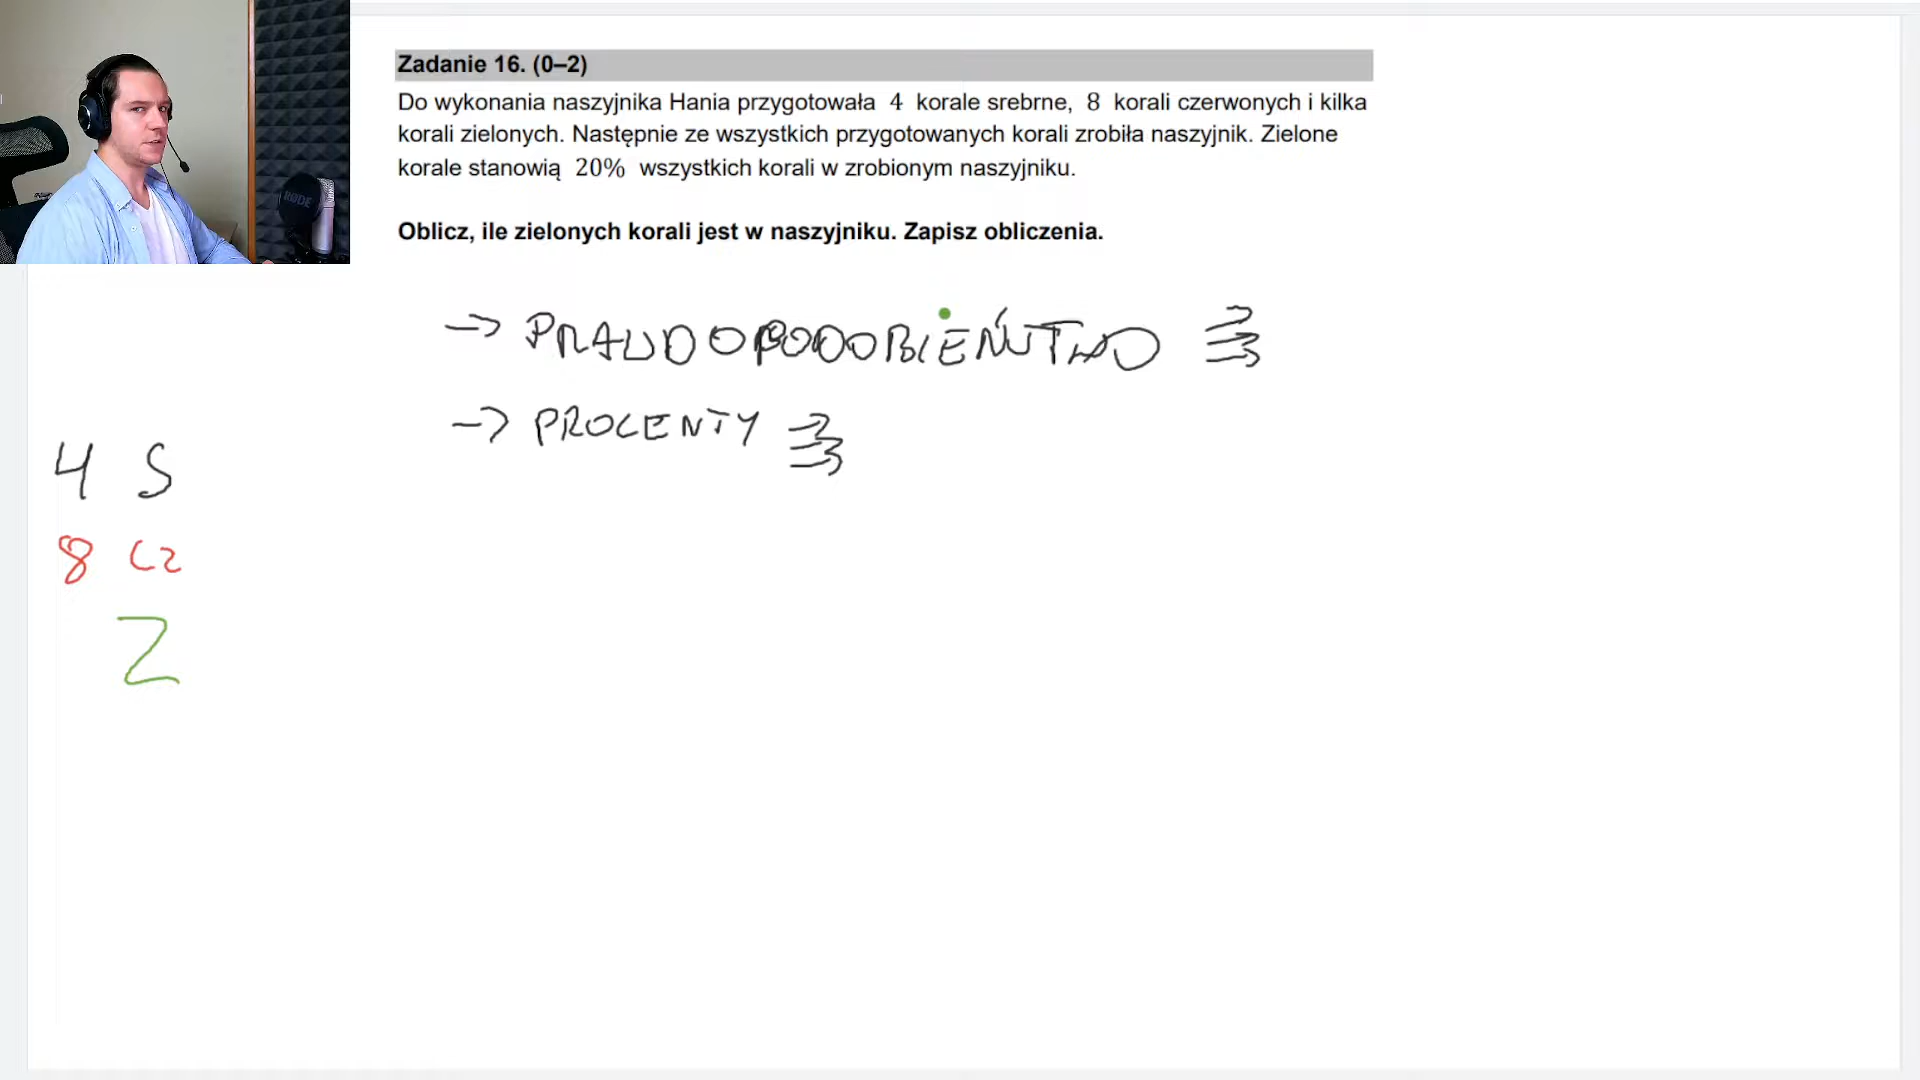 Zadanie 16. (0–2)
Do wykonania naszyjnika Hania przygotowała 4 korale srebrne, 8 korali czerwonych i kilka
korali zielonych. Następnie ze wszystkich przygotowanych korali zrobiła naszyjnik. Zielone
korale stanowią 20% wszystkich korali w zrobionym naszyjniku.
Oblicz, ile zielonych korali jest w naszyjniku. Zapisz obliczenia.
→ PRAWDOPODOBIEŃSTWO
→ PROCENTY
4 S
8 CZ
Z
RØDE